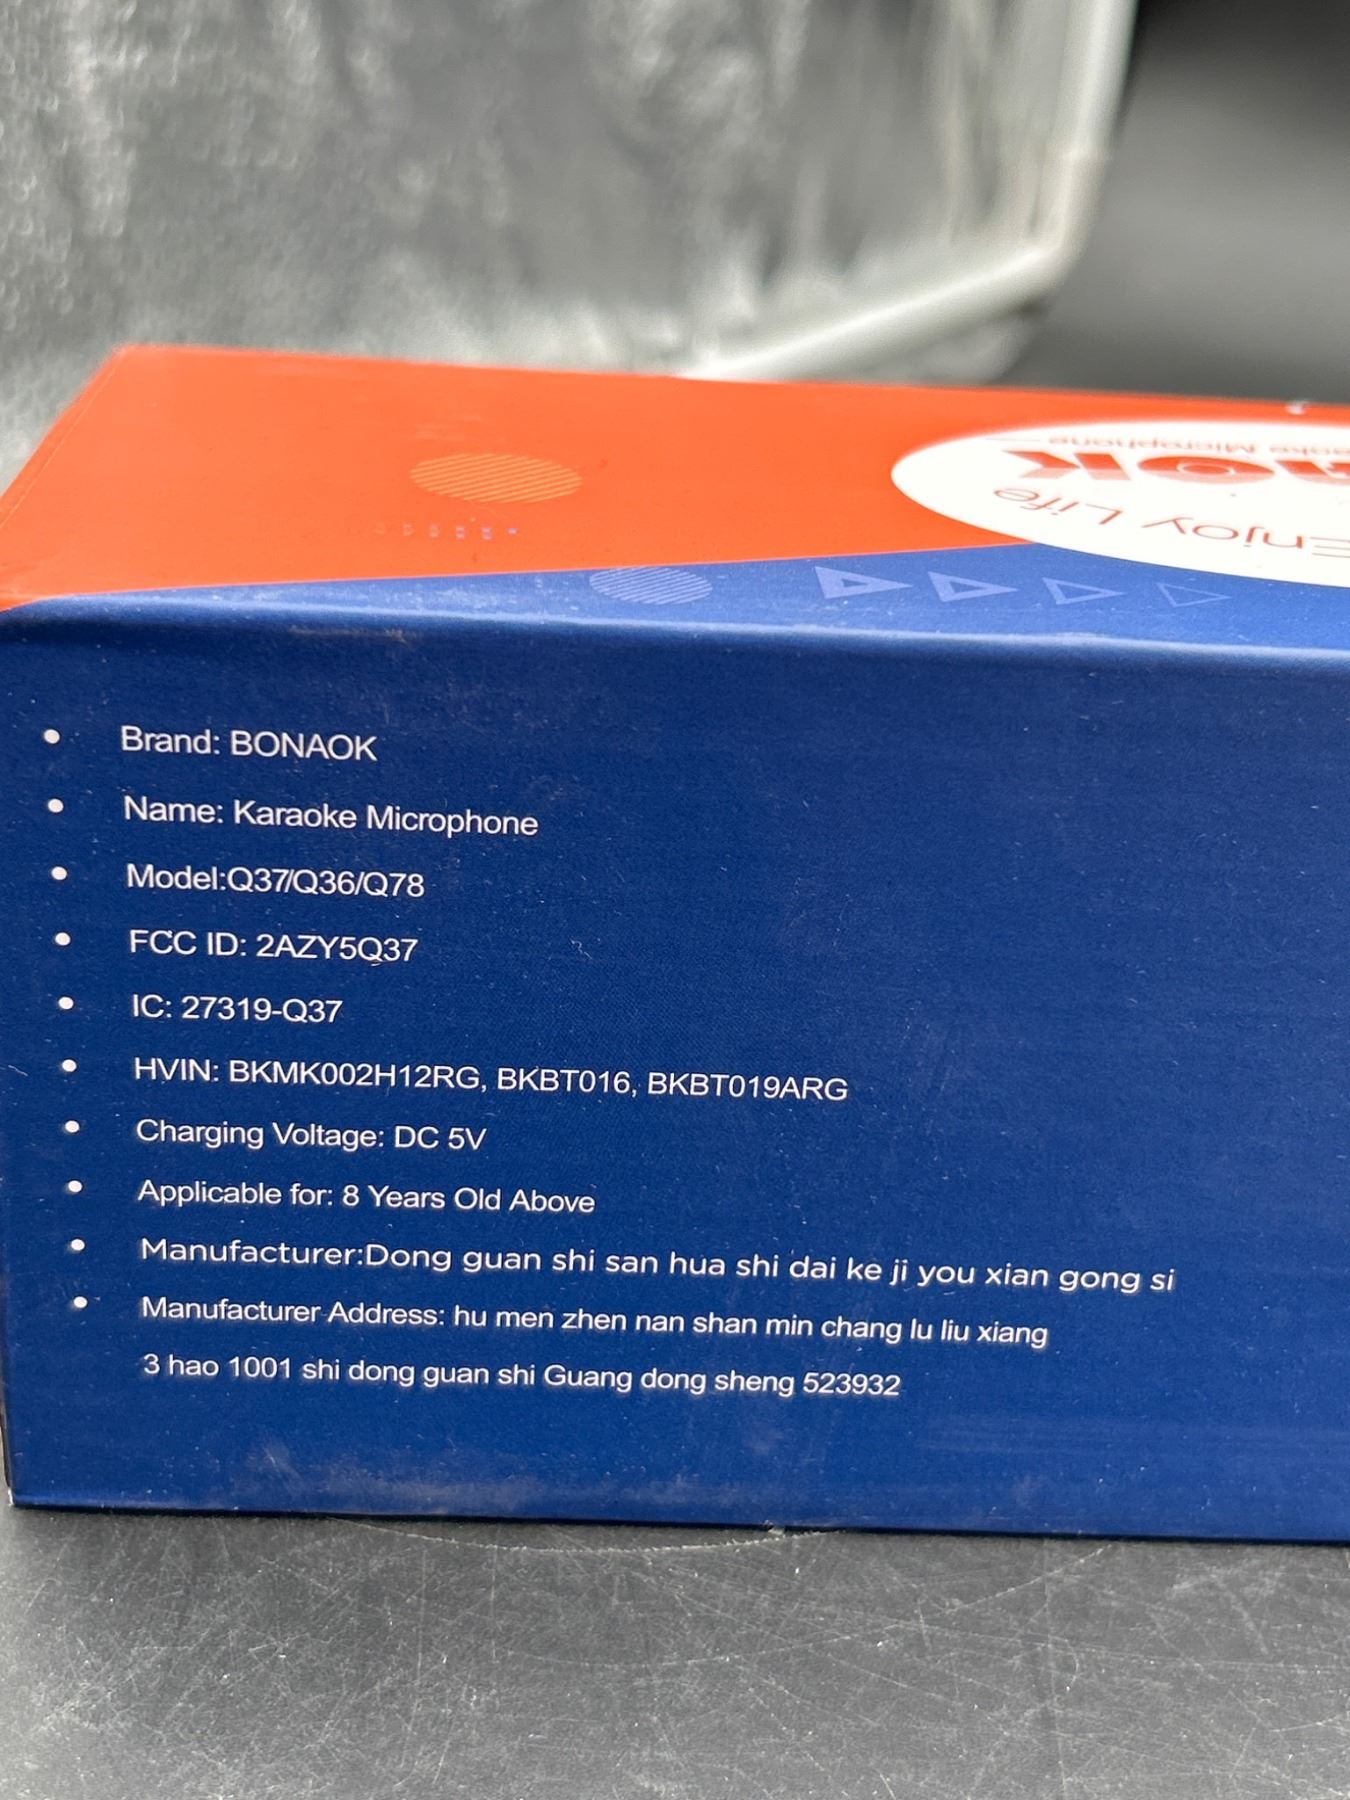 Enjoy Life
Microphone
• Brand: BONAOK
• Name: Karaoke Microphone
• Model:Q37/Q36/Q78
• FCC ID: 2AZY5Q37
• IC: 27319-Q37
• HVIN: BKMK002H12RG, BKBT016, BKBT019ARG
• Charging Voltage: DC 5V
• Applicable for: 8 Years Old Above
• Manufacturer:Dong guan shi san hua shi dai ke ji you xian gong si
• Manufacturer Address: hu men zhen nan shan min chang lu liu xiang
3 hao 1001 shi dong guan shi Guang dong sheng 523932